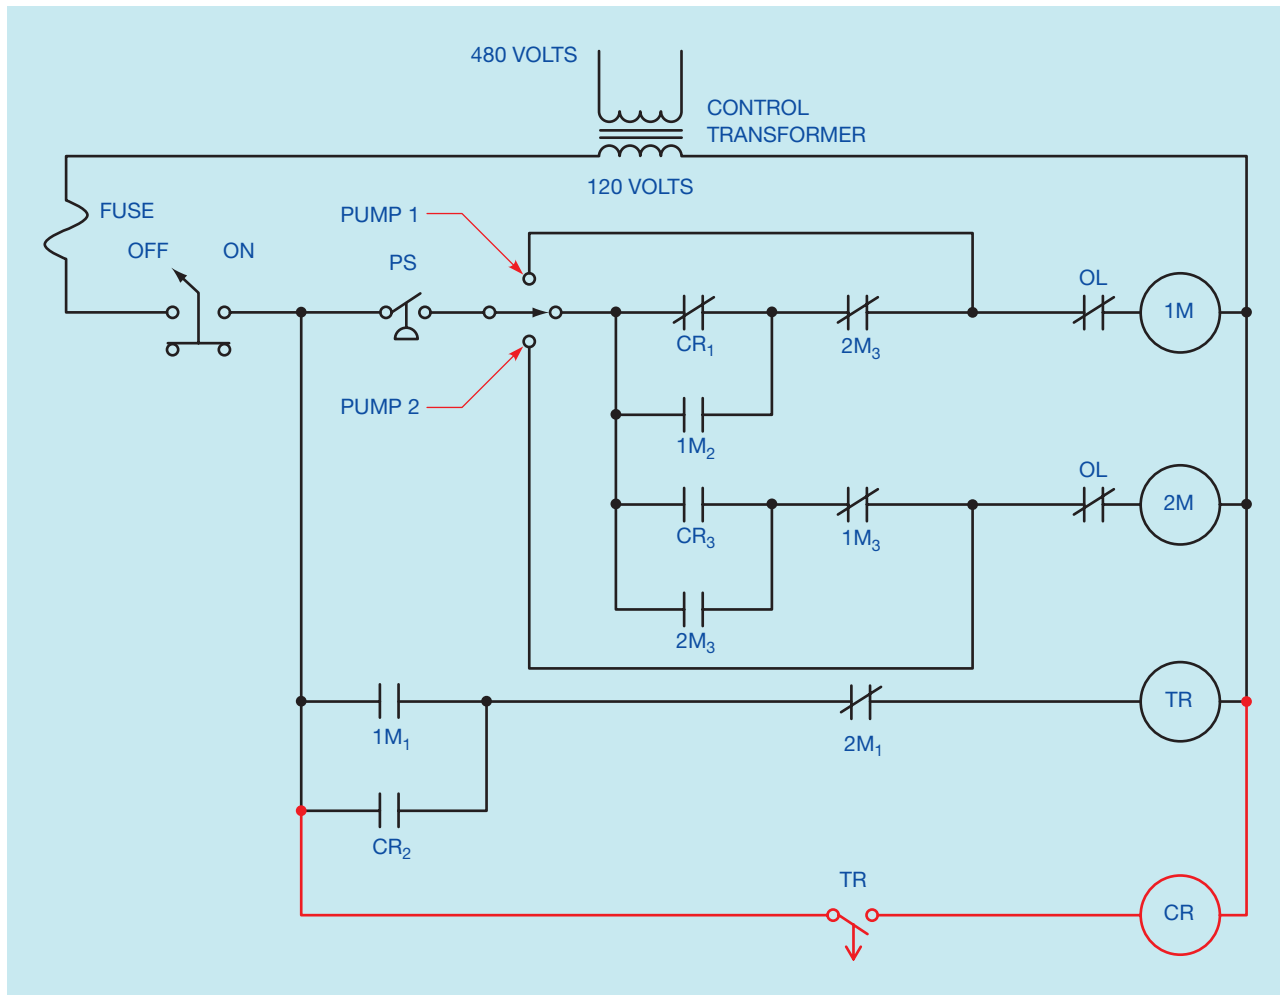 480 VOLTS
CONTROL
TRANSFORMER
120 VOLTS
FUSE
PUMP 1
OFF
ON
PS
OL
1M
CR₁
2M₃
PUMP 2
1M₂
OL
2M
CR₃
1M₃
2M₃
TR
1M₁
2M₁
CR₂
TR
CR